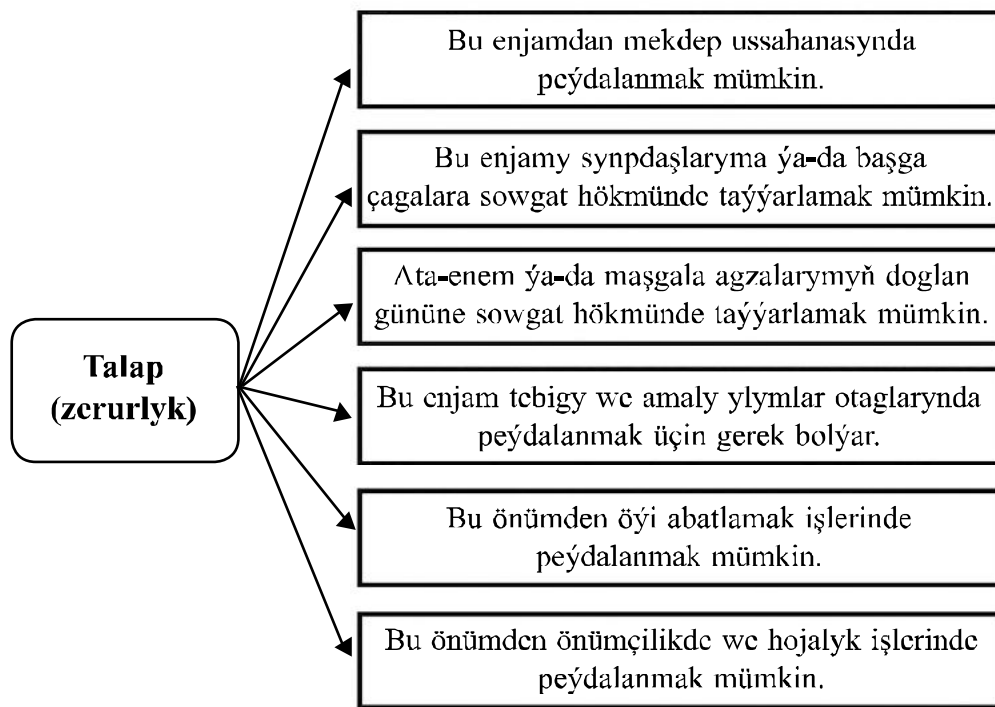 Bu enjamdan mekdep ussahanasynda
peýdalanmak mümkin.
Bu enjamy synpdaşlaryma ýa-da başga
çagalara sowgat hökmünde taýýarlamak mümkin.
Ata-enem ýa-da maşgala agzalarymyň doglan
gününe sowgat hökmünde taýýarlamak mümkin.
Talap
(zerurlyk)
Bu enjam tebigy we amaly ylymlar otaglarynda
peýdalanmak üçin gerek bolýar.
Bu önümden öýi abatlamak işlerinde
peýdalanmak mümkin.
Bu önümden önümçilikde we hojalyk işlerinde
peýdalanmak mümkin.